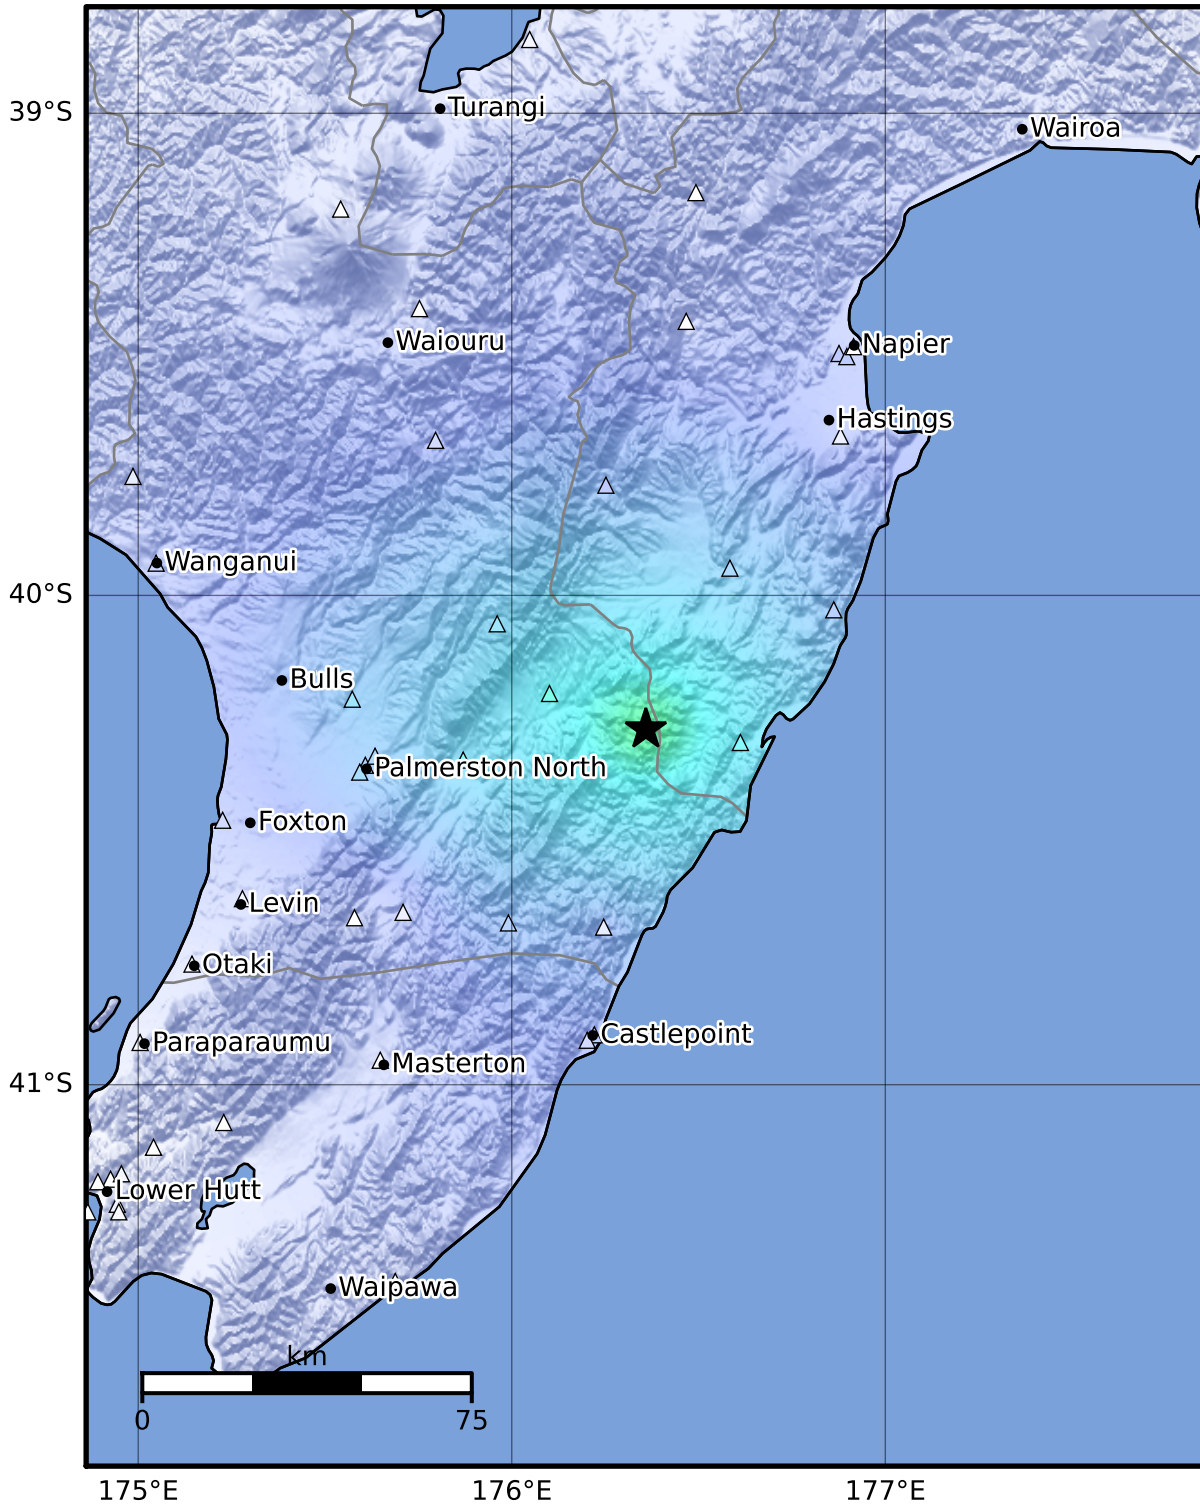 39°S
Turangi
Wairoa
Waiouru
Napier
Hastings
Wanganui
40°S
Bulls
Palmerston North
Foxton
Levin
Otaki
Castlepoint
Paraparaumu
Masterton
41°S
Lower Hutt
Waipawa
km
0
75
175°E
176°E
177°E